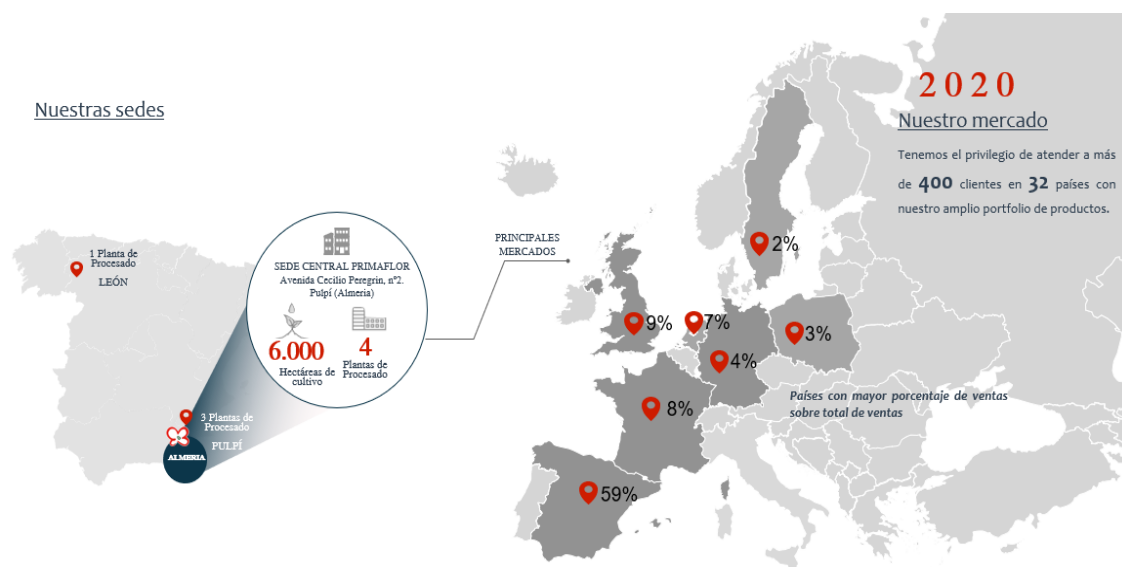 Nuestras sedes
1 Planta de
Procesado
LEÓN
3 Plantas de
Procesado
PULPÍ
ALMERIA
SEDE CENTRAL PRIMAFLOR
Avenida Cecilio Peregrin, nº2.
Pulpí (Almeria)
6.000
Hectáreas de
cultivo
4
Plantas de
Procesado
PRINCIPALES
MERCADOS
2020
Nuestro mercado
Tenemos el privilegio de atender a más
de 400 clientes en 32 países con
nuestro amplio portfolio de productos.
2%
9%
7%
3%
4%
8%
59%
Países con mayor porcentaje de ventas
sobre total de ventas